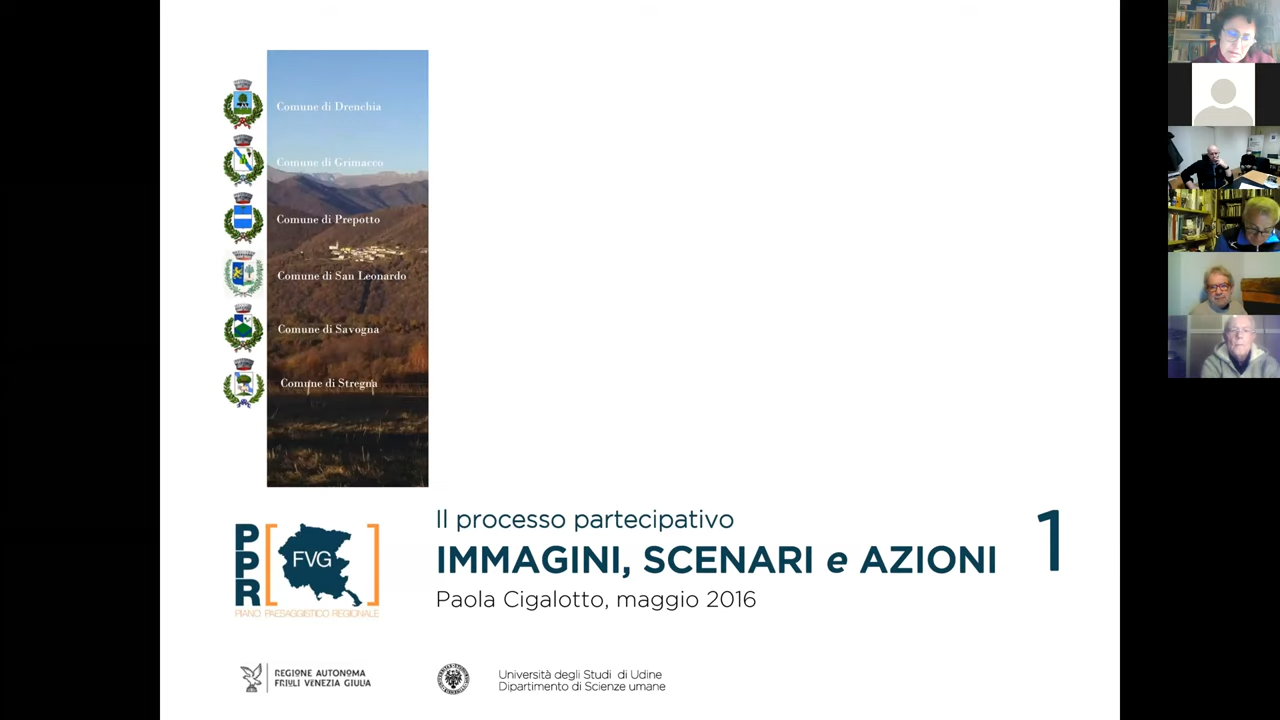 Comune di Drenchia
Comune di Grimacco
Comune di Prepotto
Comune di San Leonardo
Comune di Savogna
Comune di Stregna
PPR
FVG
PIANO PAESAGGISTICO REGIONALE
Il processo partecipativo
IMMAGINI, SCENARI e AZIONI
1
Paola Cigalotto, maggio 2016
REGIONE AUTONOMA
FRIULI VENEZIA GIULIA
Università degli Studi di Udine
Dipartimento di Scienze umane